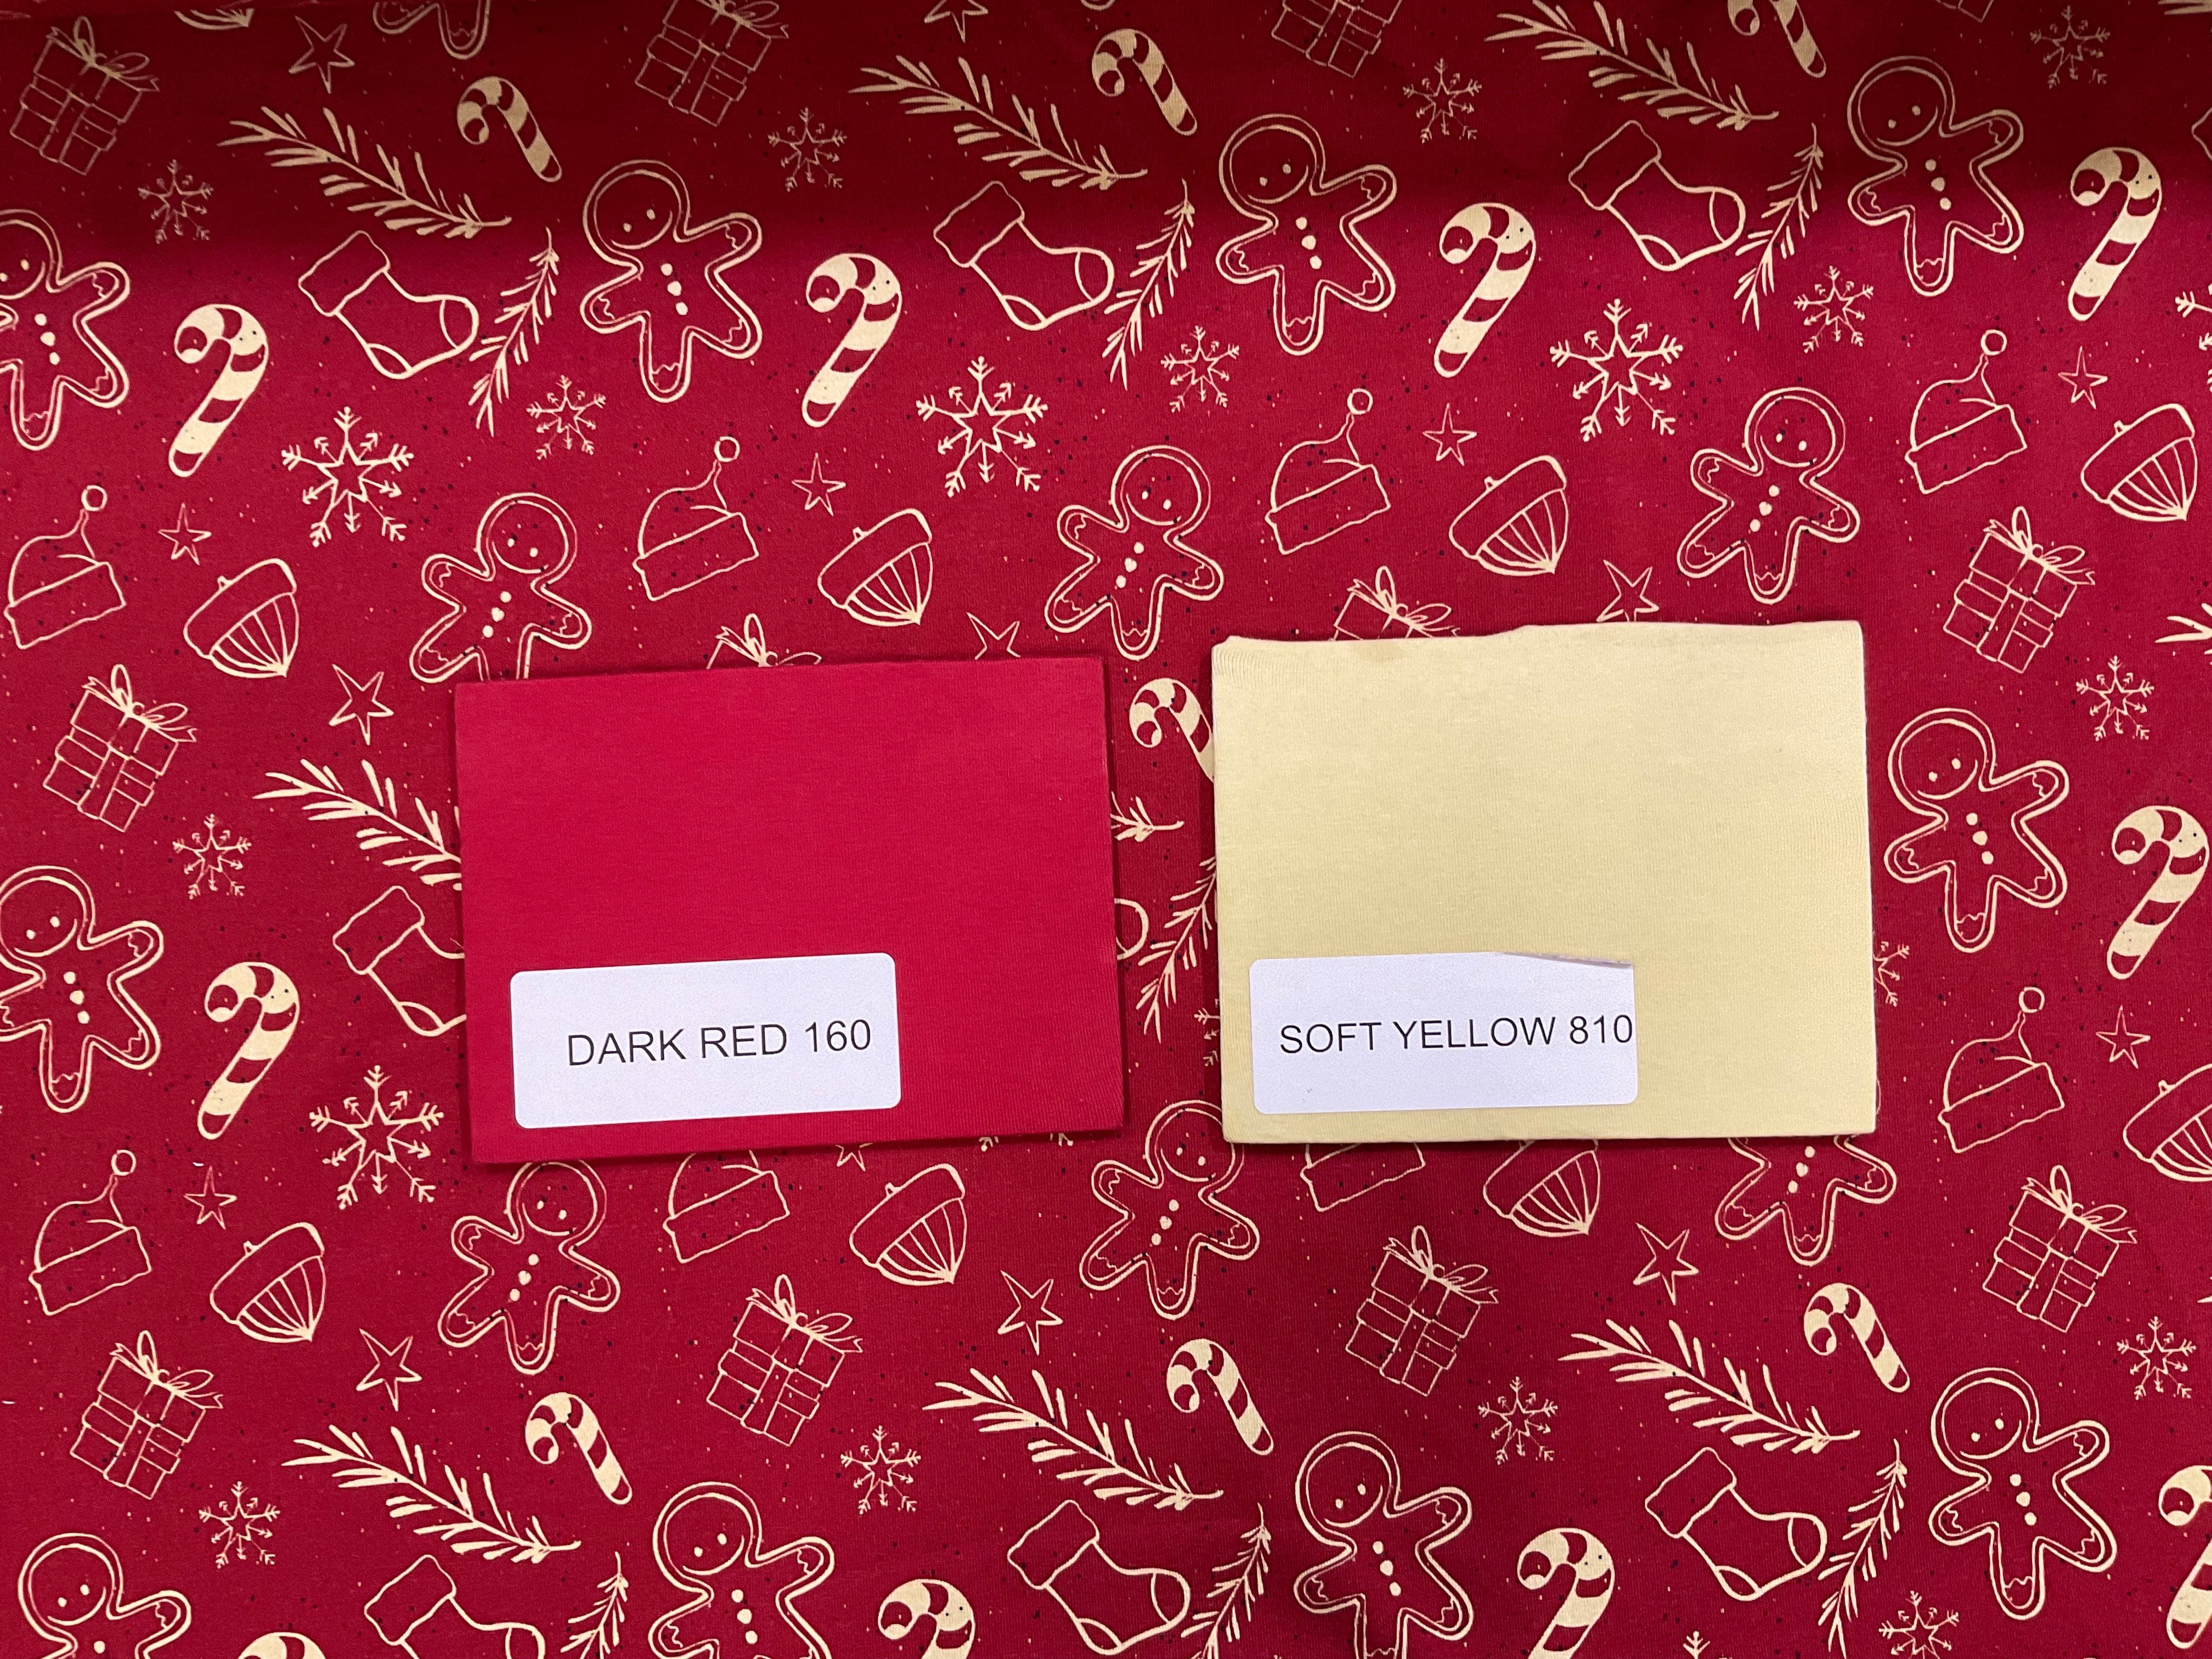 DARK RED 160
SOFT YELLOW 810